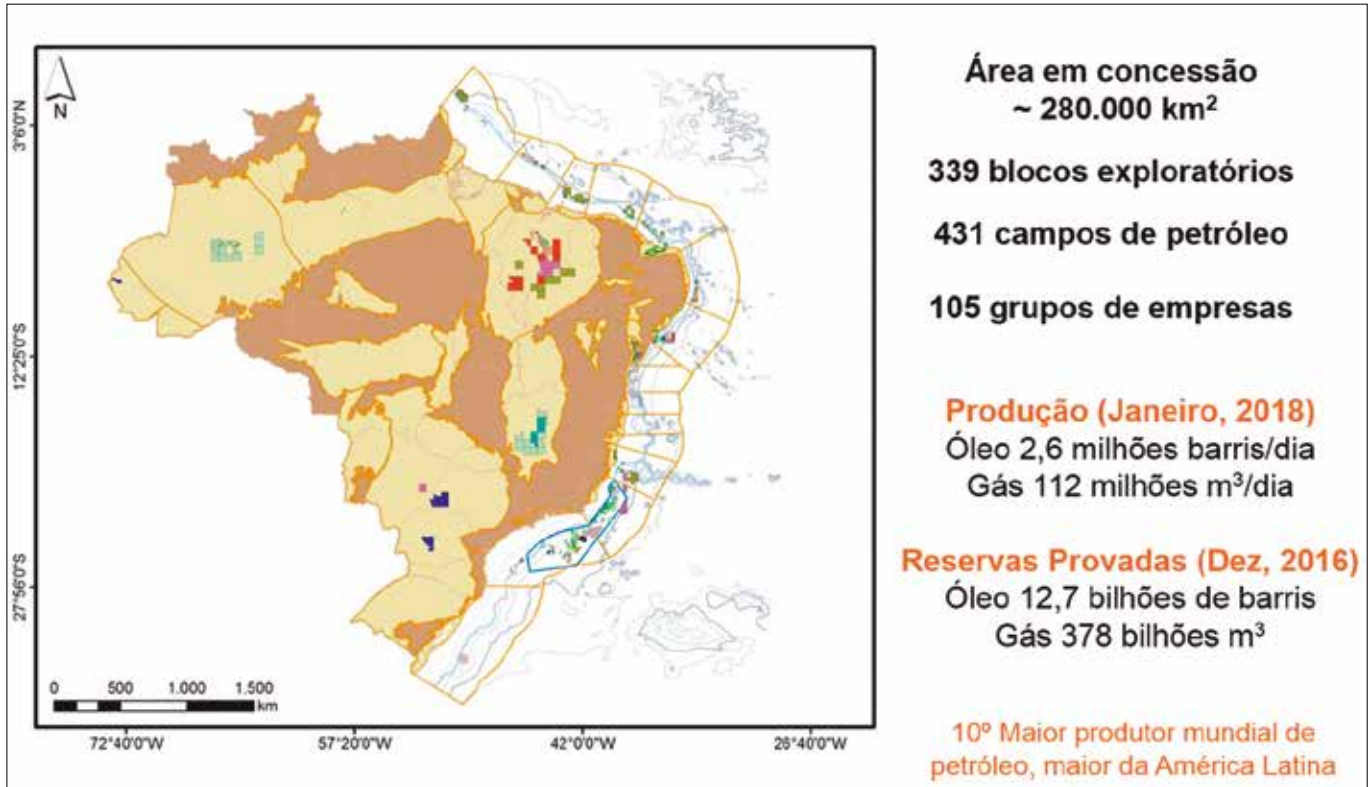 N
3°6'0"N
12°25'0"S
27°56'0"S
0 500 1.000 1.500
km
72°40'0"W 57°20'0"W 42°0'0"W 26°40'0"W
Área em concessão
~ 280.000 km²
339 blocos exploratórios
431 campos de petróleo
105 grupos de empresas
Produção (Janeiro, 2018)
Óleo 2,6 milhões barris/dia
Gás 112 milhões m³/dia
Reservas Provadas (Dez, 2016)
Óleo 12,7 bilhões de barris
Gás 378 bilhões m³
10º Maior produtor mundial de
petróleo, maior da América Latina